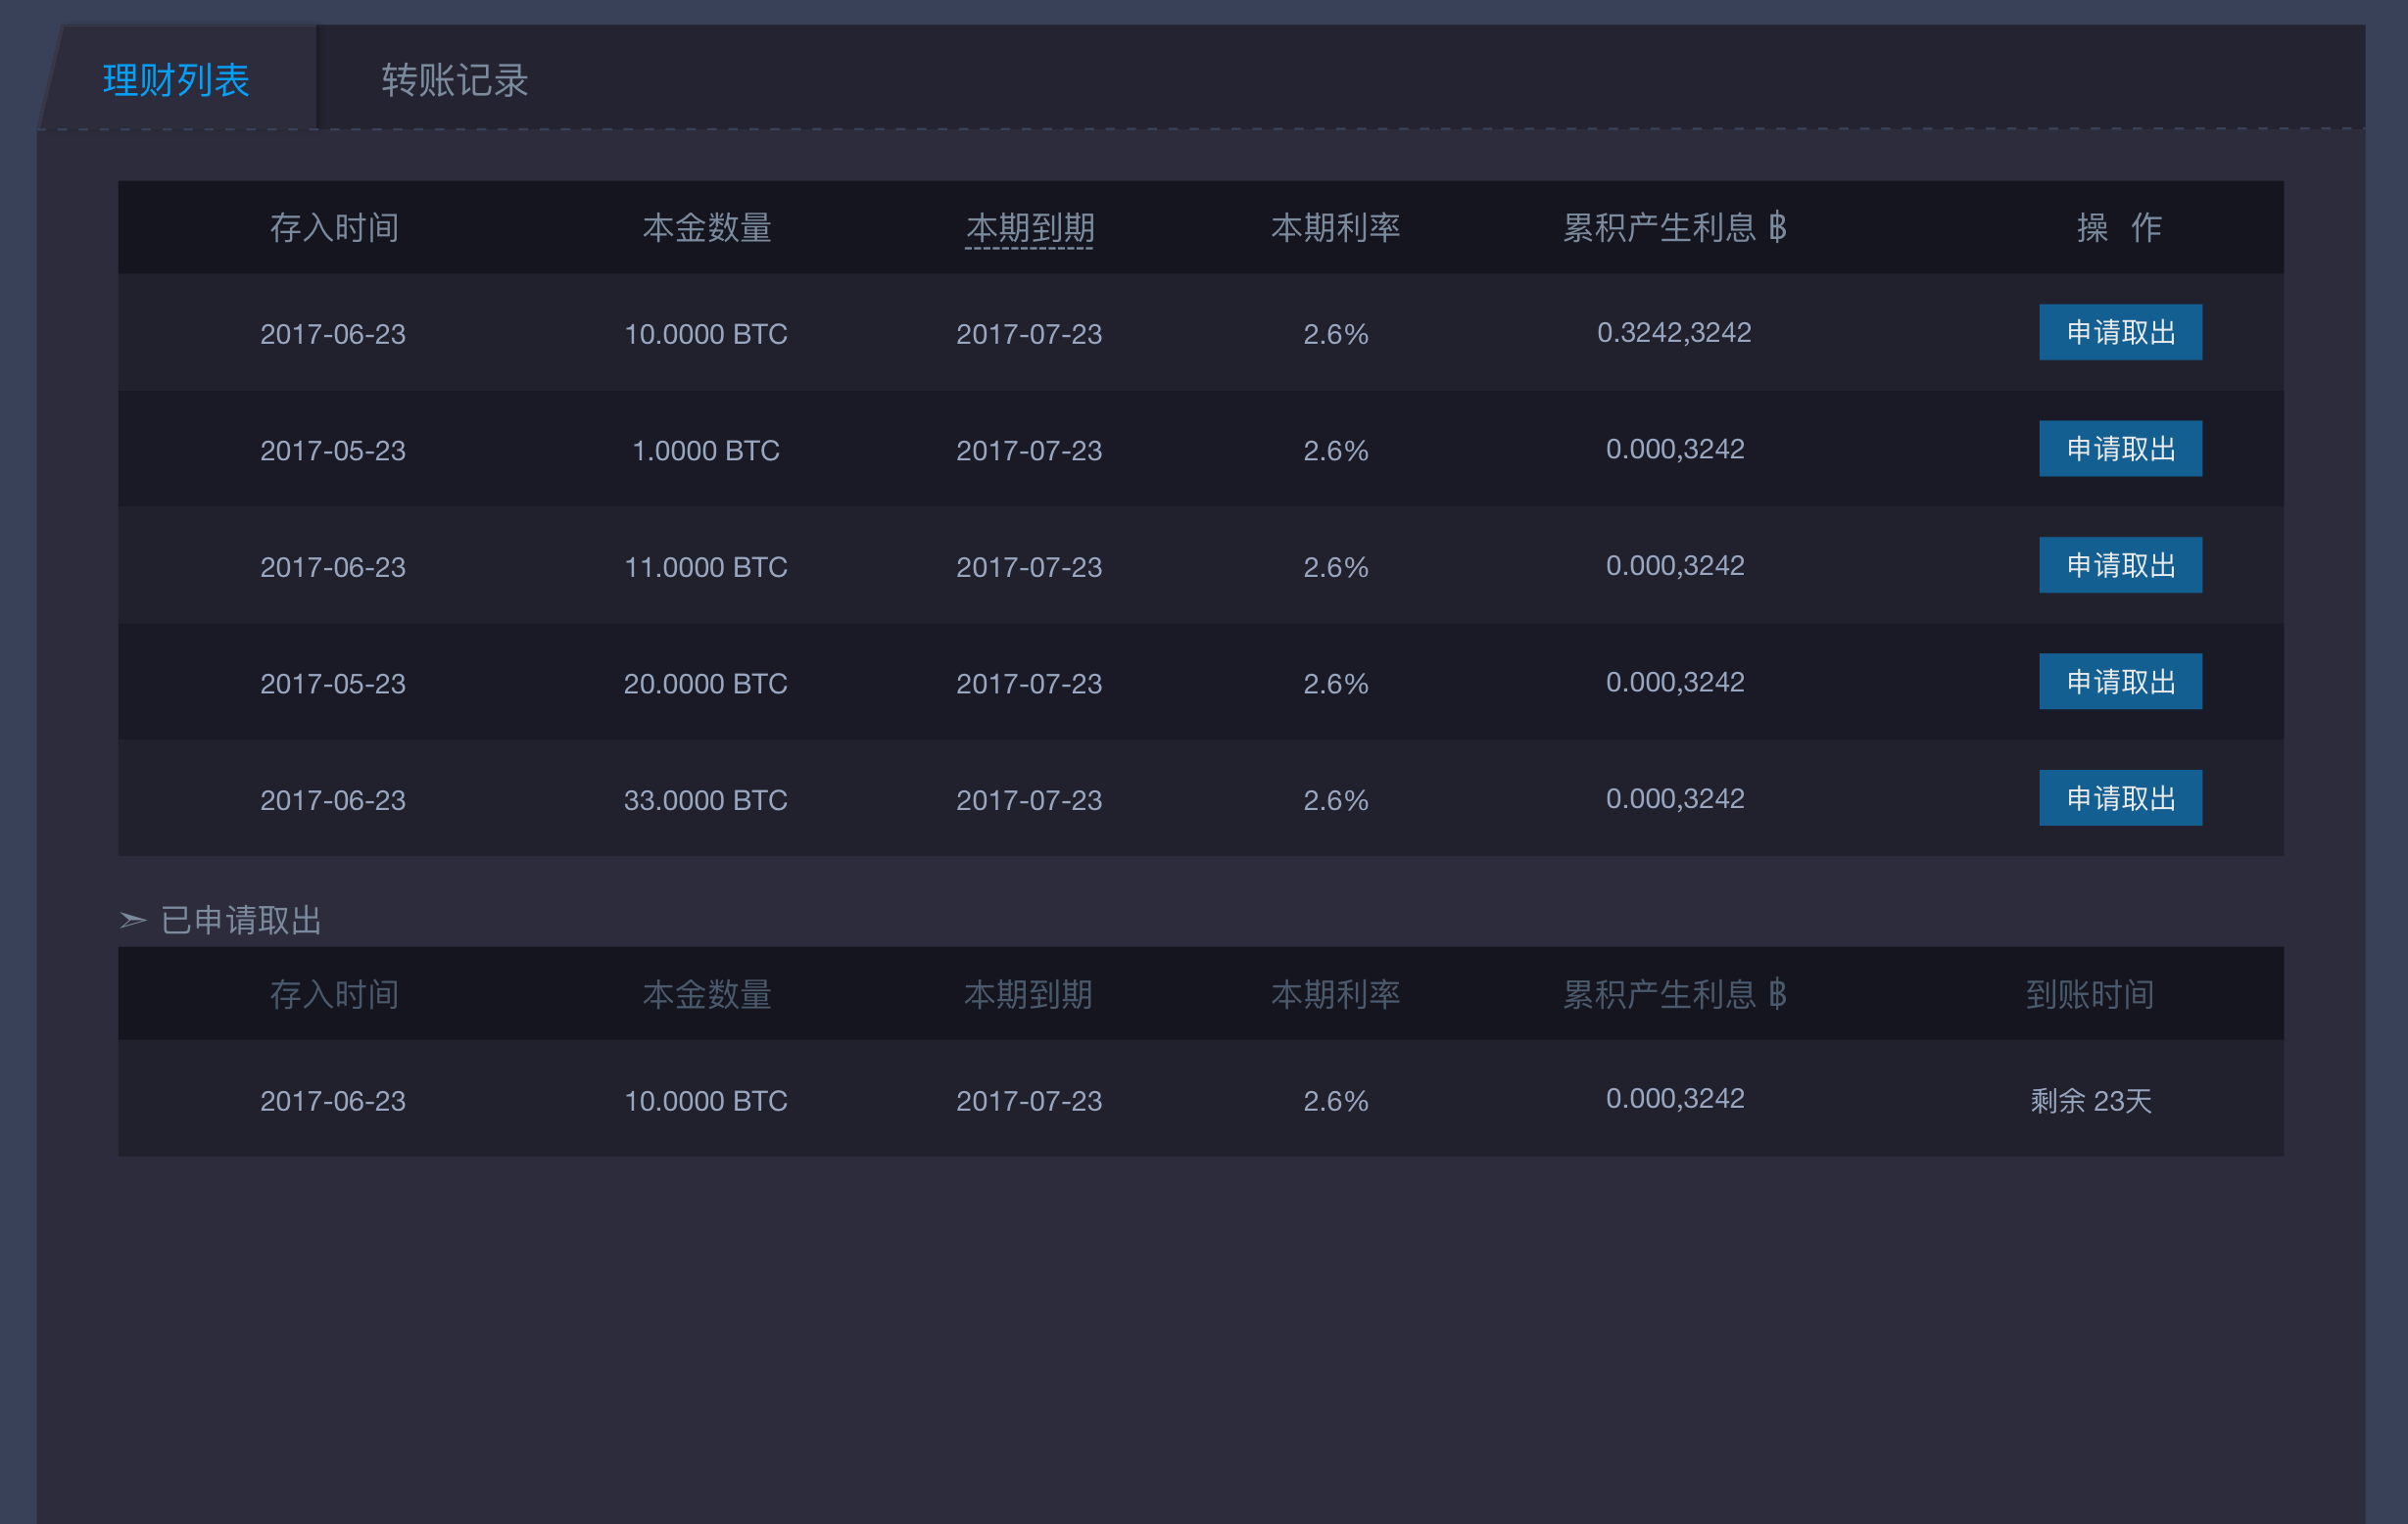 理财列表 转账记录
存入时间 本金数量 本期到期 本期利率 累积产生利息 ฿ 操 作
2017-06-23 10.0000 BTC 2017-07-23 2.6% 0.3242,3242 申请取出
2017-05-23 1.0000 BTC 2017-07-23 2.6% 0.000,3242 申请取出
2017-06-23 11.0000 BTC 2017-07-23 2.6% 0.000,3242 申请取出
2017-05-23 20.0000 BTC 2017-07-23 2.6% 0.000,3242 申请取出
2017-06-23 33.0000 BTC 2017-07-23 2.6% 0.000,3242 申请取出
➢ 已申请取出
存入时间 本金数量 本期到期 本期利率 累积产生利息 ฿ 到账时间
2017-06-23 10.0000 BTC 2017-07-23 2.6% 0.000,3242 剩余 23天